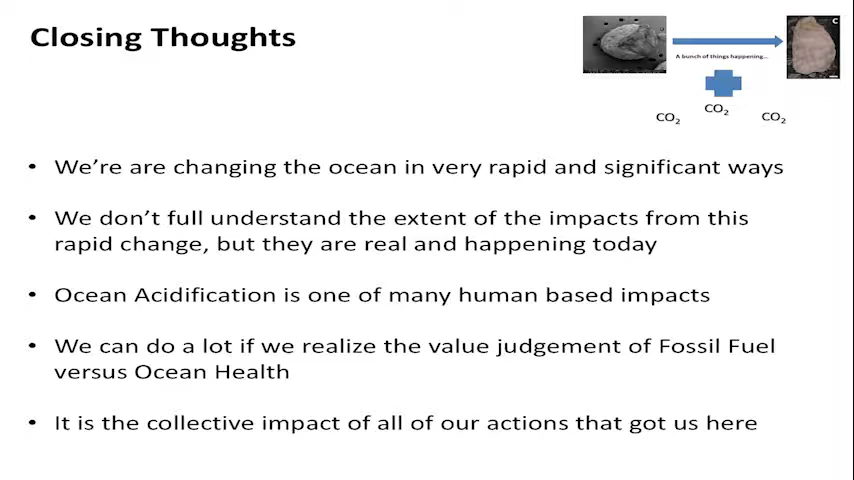 Closing Thoughts
C
A bunch of things happening...
CO2
CO2
CO2
• We’re are changing the ocean in very rapid and significant ways
• We don’t full understand the extent of the impacts from this
rapid change, but they are real and happening today
• Ocean Acidification is one of many human based impacts
• We can do a lot if we realize the value judgement of Fossil Fuel
versus Ocean Health
• It is the collective impact of all of our actions that got us here